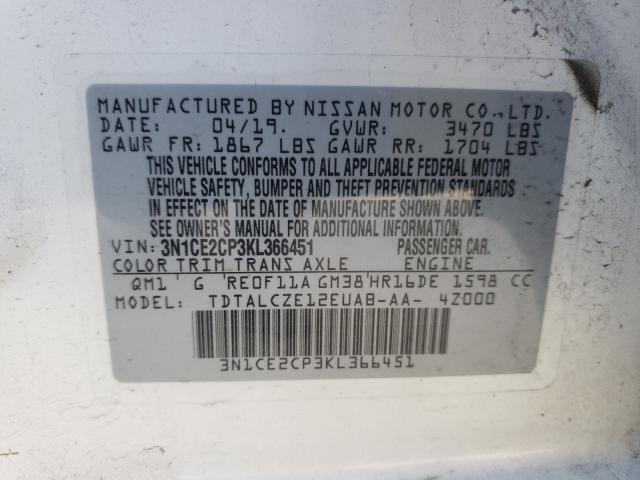 MANUFACTURED BY NISSAN MOTOR CO., LTD.
DATE: 04/19. GVWR: 3470 LBS
GAWR FR: 1867 LBS GAWR RR: 1704 LBS
THIS VEHICLE CONFORMS TO ALL APPLICABLE FEDERAL MOTOR
VEHICLE SAFETY, BUMPER AND THEFT PREVENTION STANDARDS
IN EFFECT ON THE DATE OF MANUFACTURE SHOWN ABOVE.
SEE OWNER'S MANUAL FOR ADDITIONAL INFORMATION.
VIN: 3N1CE2CP3KL366451 PASSENGER CAR.
COLOR TRIM TRANS AXLE ENGINE
QM1 G RE0F11A GM38 HR16DE 1598 CC
MODEL: TDTALCZE12EUAB-AA- 4Z000
3N1CE2CP3KL366451